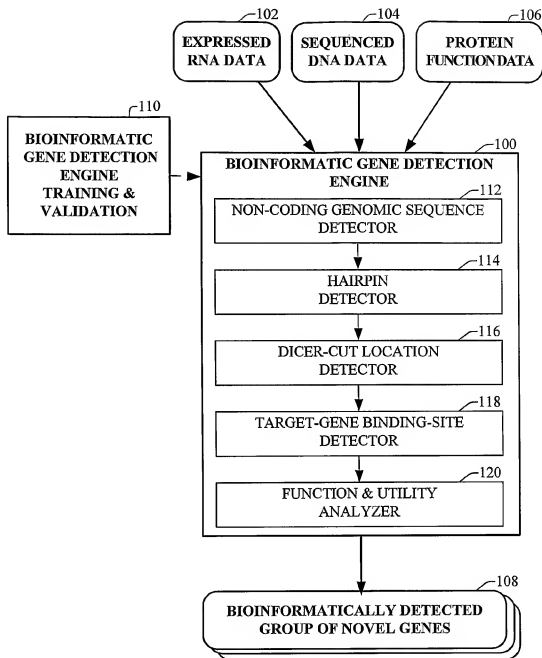 102
EXPRESSED
RNA DATA
104
SEQUENCED
DNA DATA
106
PROTEIN
FUNCTION DATA
110
BIOINFORMATIC
GENE DETECTION
ENGINE
TRAINING &
VALIDATION
100
BIOINFORMATIC GENE DETECTION
ENGINE
112
NON-CODING GENOMIC SEQUENCE
DETECTOR
114
HAIRPIN
DETECTOR
116
DICER-CUT LOCATION
DETECTOR
118
TARGET-GENE BINDING-SITE
DETECTOR
120
FUNCTION & UTILITY
ANALYZER
108
BIOINFORMATICALLY DETECTED
GROUP OF NOVEL GENES